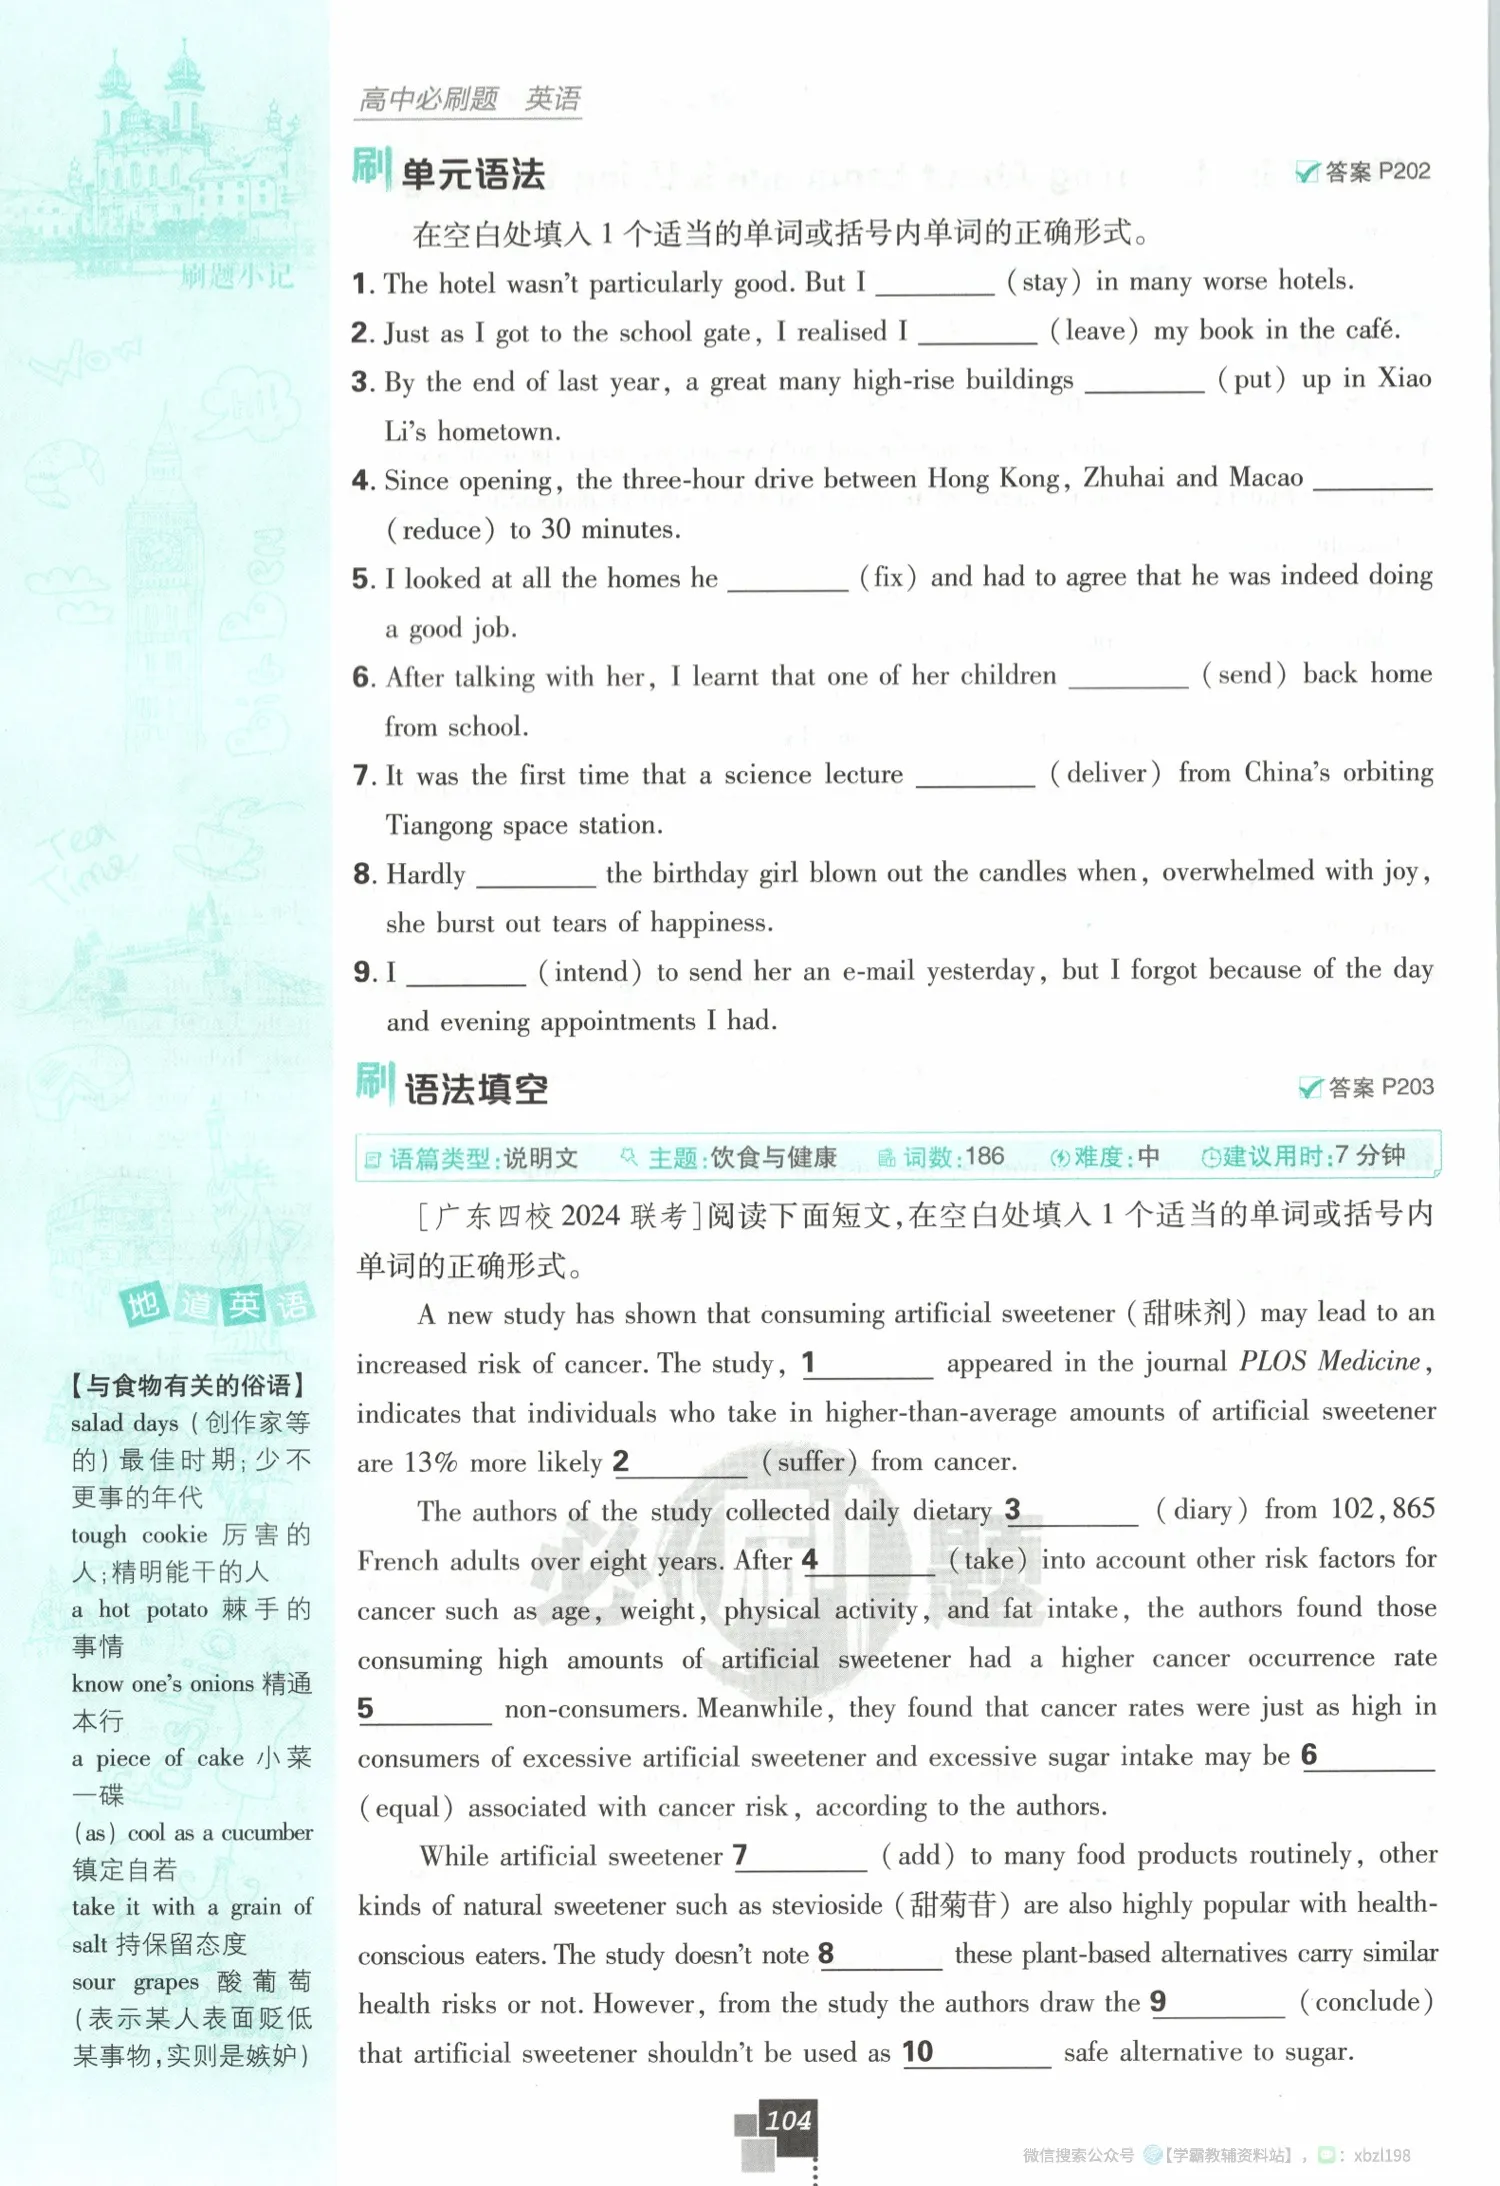 高中必刷题 英语
刷 单元语法
答案 P202
在空白处填入 1 个适当的单词或括号内单词的正确形式。
1. The hotel wasn't particularly good. But I ________ (stay) in many worse hotels.
2. Just as I got to the school gate, I realised I ________ (leave) my book in the café.
3. By the end of last year, a great many high-rise buildings ________ (put) up in Xiao
Li's hometown.
4. Since opening, the three-hour drive between Hong Kong, Zhuhai and Macao ________
(reduce) to 30 minutes.
5. I looked at all the homes he ________ (fix) and had to agree that he was indeed doing
a good job.
6. After talking with her, I learnt that one of her children ________ (send) back home
from school.
7. It was the first time that a science lecture ________ (deliver) from China's orbiting
Tiangong space station.
8. Hardly ________ the birthday girl blown out the candles when, overwhelmed with joy,
she burst out tears of happiness.
9. I ________ (intend) to send her an e-mail yesterday, but I forgot because of the day
and evening appointments I had.
刷 语法填空
答案 P203
语篇类型:说明文 主题:饮食与健康 词数:186 难度:中 建议用时:7 分钟
[广东四校 2024 联考]阅读下面短文,在空白处填入 1 个适当的单词或括号内
单词的正确形式。
A new study has shown that consuming artificial sweetener (甜味剂) may lead to an
increased risk of cancer. The study, 1________ appeared in the journal PLOS Medicine,
indicates that individuals who take in higher-than-average amounts of artificial sweetener
are 13% more likely 2________ (suffer) from cancer.
The authors of the study collected daily dietary 3________ (diary) from 102,865
French adults over eight years. After 4________ (take) into account other risk factors for
cancer such as age, weight, physical activity, and fat intake, the authors found those
consuming high amounts of artificial sweetener had a higher cancer occurrence rate
5________ non-consumers. Meanwhile, they found that cancer rates were just as high in
consumers of excessive artificial sweetener and excessive sugar intake may be 6________
(equal) associated with cancer risk, according to the authors.
While artificial sweetener 7________ (add) to many food products routinely, other
kinds of natural sweetener such as stevioside (甜菊苷) are also highly popular with health-
conscious eaters. The study doesn't note 8________ these plant-based alternatives carry similar
health risks or not. However, from the study the authors draw the 9________ (conclude)
that artificial sweetener shouldn't be used as 10________ safe alternative to sugar.
必刷题
刷题小记
地道英语
【与食物有关的俗语】
salad days (创作家等
的) 最佳时期; 少不
更事的年代
tough cookie 厉害的
人;精明能干的人
a hot potato 棘手的
事情
know one's onions 精通
本行
a piece of cake 小菜
一碟
(as) cool as a cucumber
镇定自若
take it with a grain of
salt 持保留态度
sour grapes 酸葡萄
(表示某人表面贬低
某事物,实则是嫉妒)
104
微信搜索公众号 【学霸教辅资料站】, : xbzl198